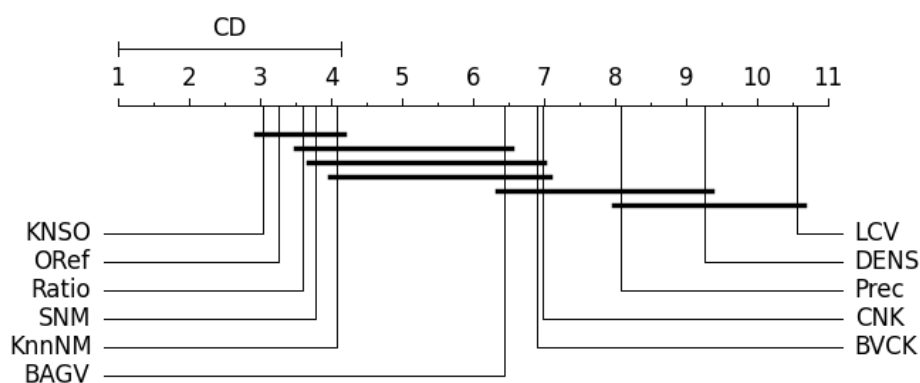 CD
1 2 3 4 5 6 7 8 9 10 11
KNSO LCV
ORef DENS
Ratio Prec
SNM CNK
KnnNM BVCK
BAGV